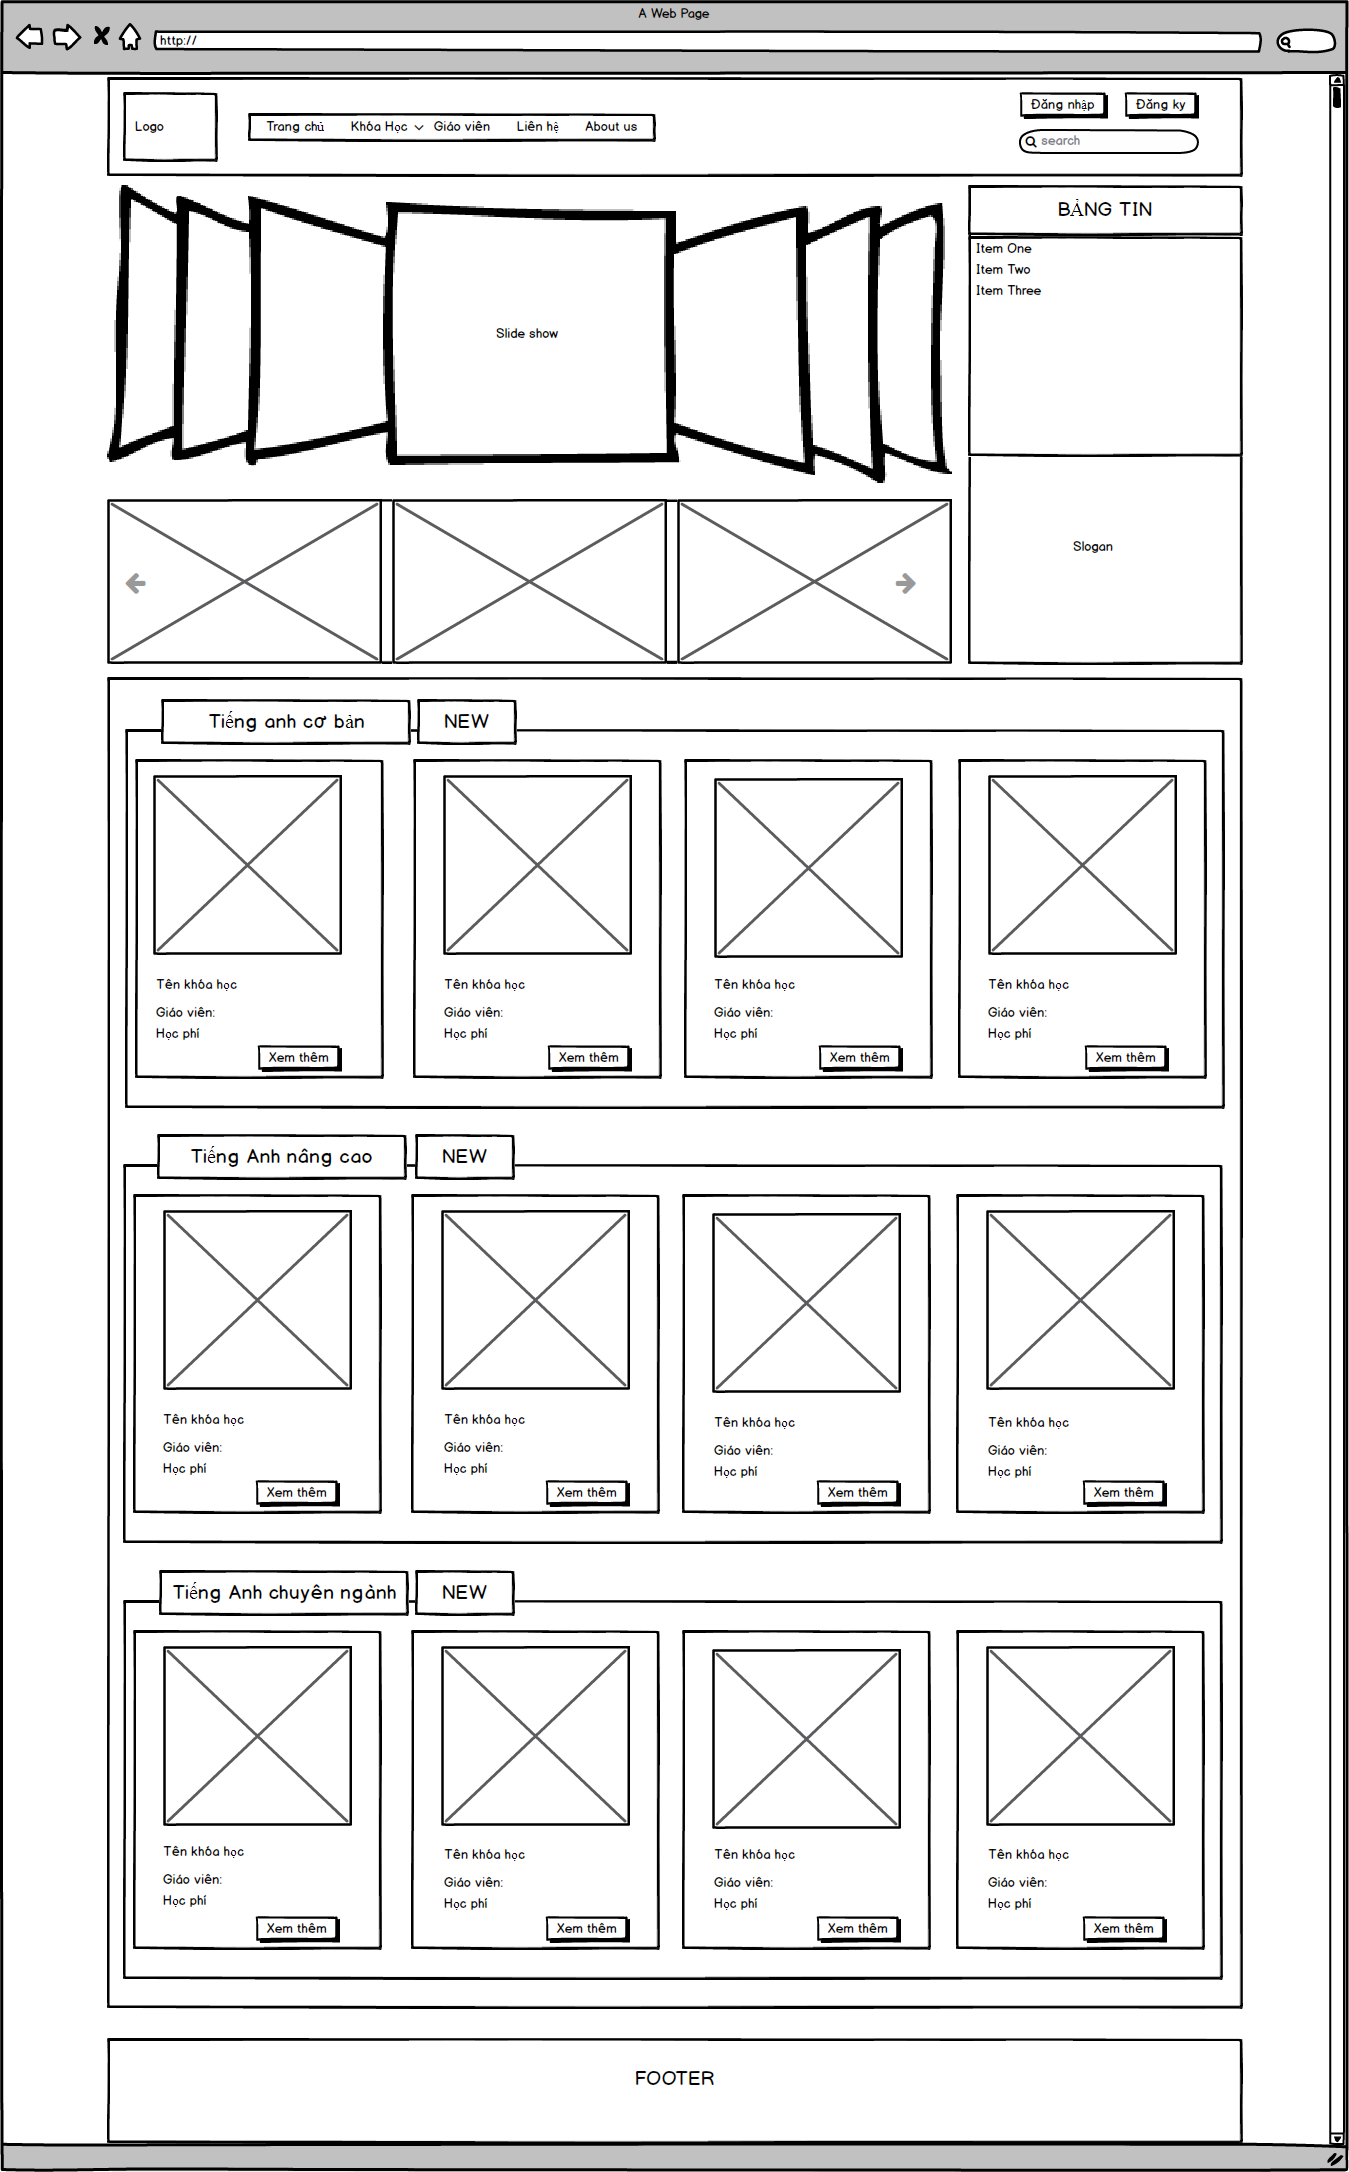 A Web Page
http://
Logo
Trang chủ Khóa Học Giáo viên Liên hệ About us
Đăng nhập Đăng ky
search
BẢNG TIN
Item One
Item Two
Item Three
Slide show
Slogan
Tiếng anh cơ bản NEW
Tên khóa học Tên khóa học Tên khóa học Tên khóa học
Giáo viên: Giáo viên: Giáo viên: Giáo viên:
Học phí Học phí Học phí Học phí
Xem thêm Xem thêm Xem thêm Xem thêm
Tiếng Anh nâng cao NEW
Tên khóa học Tên khóa học Tên khóa học Tên khóa học
Giáo viên: Giáo viên: Giáo viên: Giáo viên:
Học phí Học phí Học phí Học phí
Xem thêm Xem thêm Xem thêm Xem thêm
Tiếng Anh chuyên ngành NEW
Tên khóa học Tên khóa học Tên khóa học Tên khóa học
Giáo viên: Giáo viên: Giáo viên: Giáo viên:
Học phí Học phí Học phí Học phí
Xem thêm Xem thêm Xem thêm Xem thêm
FOOTER